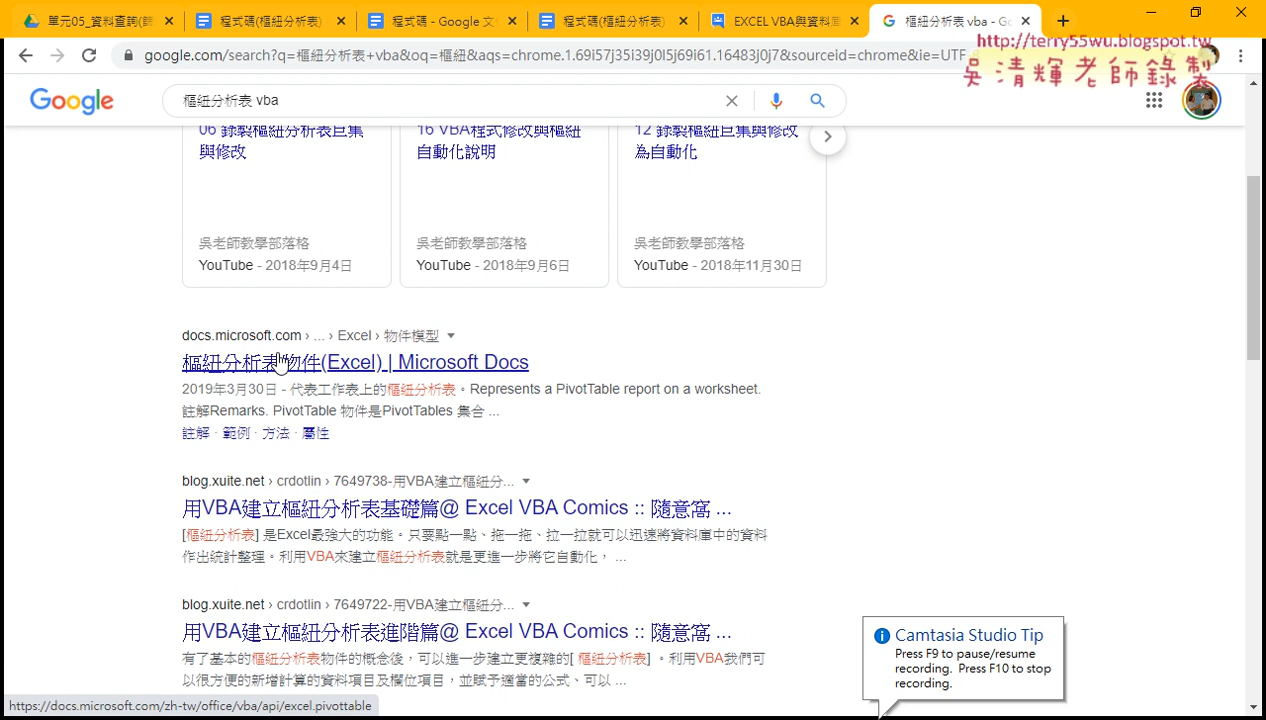 單元05_資料查詢(
程式碼(樞紐分析表)
程式碼 - Google 文
程式碼(樞紐分析表)
EXCEL VBA與資料庫
樞紐分析表 vba - Go
google.com/search?q=樞紐分析表+vba&oq=樞紐&aqs=chrome.1.69i57j35i39j0l5j69i61.16483j0j7&sourceid=chrome&ie=UTF
http://terry55wu.blogspot.tw
吳清輝老師錄製
Google
樞紐分析表 vba
06 錄製樞紐分析表巨集
與修改
吳老師教學部落格
YouTube - 2018年9月4日
16 VBA程式修改與樞紐
自動化說明
吳老師教學部落格
YouTube - 2018年9月6日
12 錄製樞紐巨集與修改
為自動化
吳老師教學部落格
YouTube - 2018年11月30日
docs.microsoft.com › ... › Excel › 物件模型
樞紐分析表物件(Excel) | Microsoft Docs
2019年3月30日 - 代表工作表上的樞紐分析表。Represents a PivotTable report on a worksheet.
註解Remarks. PivotTable 物件是PivotTables 集合 ...
註解 · 範例 · 方法 · 屬性
blog.xuite.net › crdotlin › 7649738-用VBA建立樞紐分...
用VBA建立樞紐分析表基礎篇@ Excel VBA Comics :: 隨意窩 ...
[樞紐分析表] 是Excel最強大的功能。只要點一點、拖一拖、拉一拉就可以迅速將資料庫中的資料
作出統計整理。利用VBA來建立樞紐分析表就是更進一步將它自動化， ...
blog.xuite.net › crdotlin › 7649722-用VBA建立樞紐分...
用VBA建立樞紐分析表進階篇@ Excel VBA Comics :: 隨意窩 ...
有了基本的樞紐分析表物件的概念後，可以進一步建立更複雜的[ 樞紐分析表] 。利用VBA我們可
以很方便的新增計算的資料項目及欄位項目，並賦予適當的公式、可以 ...
Camtasia Studio Tip
Press F9 to pause/resume
recording. Press F10 to stop
recording.
https://docs.microsoft.com/zh-tw/office/vba/api/excel.pivottable